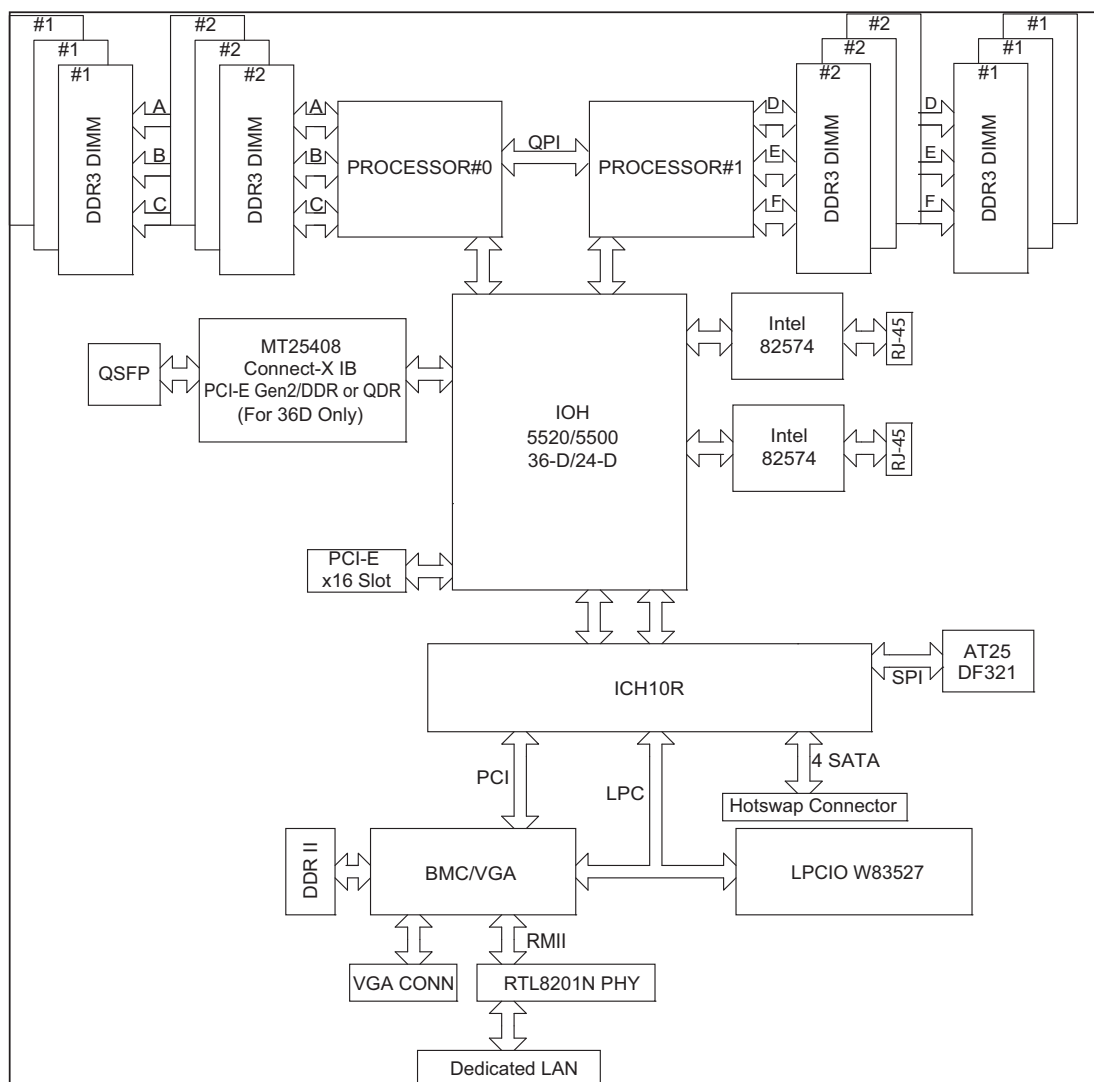 #1
#2
#2
#1
#1
#2
#2
#1
#1
#2
#2
#1
DDR3 DIMM
A
B
C
DDR3 DIMM
A
B
C
PROCESSOR#0
QPI
PROCESSOR#1
D
E
F
DDR3 DIMM
D
E
F
DDR3 DIMM
QSFP
MT25408
Connect-X IB
PCI-E Gen2/DDR or QDR
(For 36D Only)
IOH
5520/5500
36-D/24-D
Intel
82574
RJ-45
Intel
82574
RJ-45
PCI-E
x16 Slot
ICH10R
SPI
AT25
DF321
PCI
LPC
4 SATA
Hotswap Connector
DDR II
BMC/VGA
LPCIO W83527
RMII
VGA CONN
RTL8201N PHY
Dedicated LAN